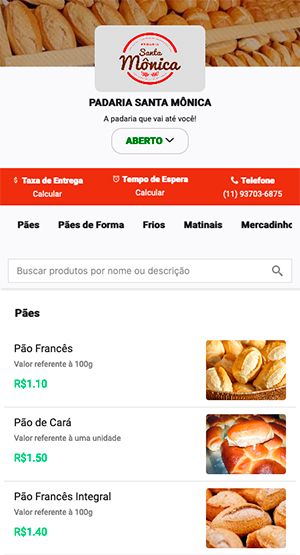 PADARIA
Santa
Mônica
PADARIA SANTA MÔNICA
A padaria que vai até você!
ABERTO
$ Taxa de Entrega
Calcular
Tempo de Espera
Calcular
Telefone
(11) 93703-6875
Pães Pães de Forma Frios Matinais Mercadinho
Buscar produtos por nome ou descrição
Pães
Pão Francês
Valor referente à 100g
R$1.10
Pão de Cará
Valor referente à uma unidade
R$1.50
Pão Francês Integral
Valor referente à 100g
R$1.40